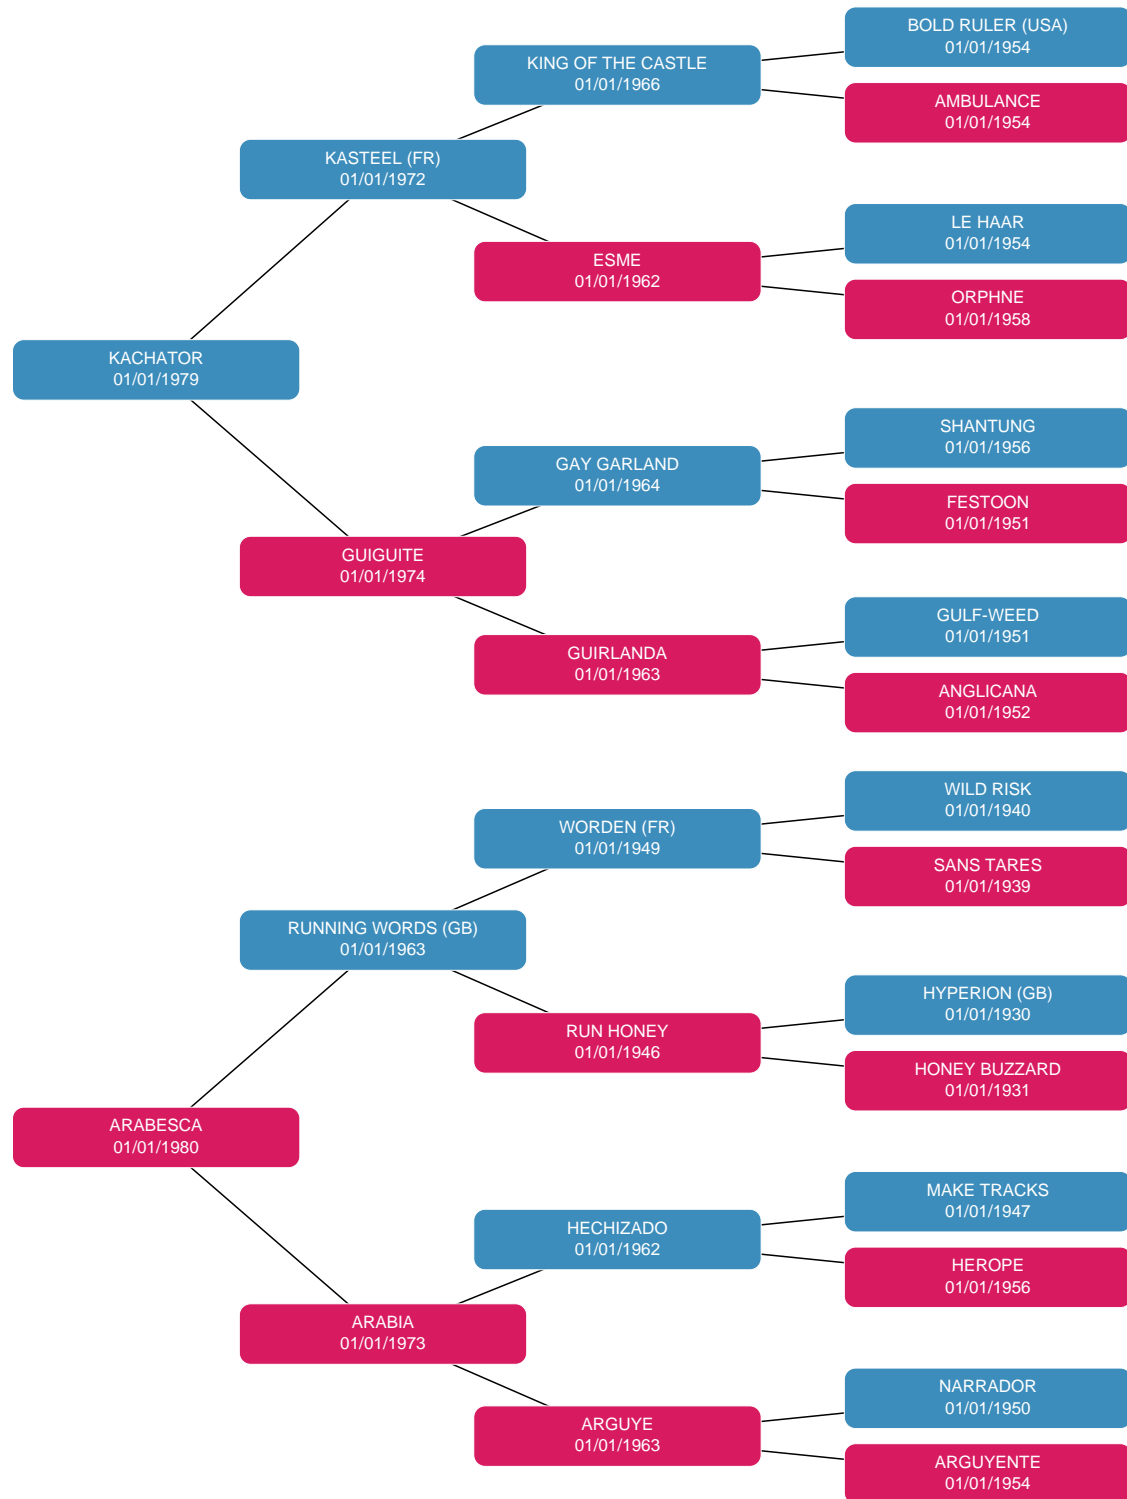 BOLD RULER (USA)
01/01/1954
KING OF THE CASTLE
01/01/1966
AMBULANCE
01/01/1954
KASTEEL (FR)
01/01/1972
LE HAAR
01/01/1954
ESME
01/01/1962
ORPHNE
01/01/1958
KACHATOR
01/01/1979
SHANTUNG
01/01/1956
GAY GARLAND
01/01/1964
FESTOON
01/01/1951
GUIGUITE
01/01/1974
GULF-WEED
01/01/1951
GUIRLANDA
01/01/1963
ANGLICANA
01/01/1952
WILD RISK
01/01/1940
WORDEN (FR)
01/01/1949
SANS TARES
01/01/1939
RUNNING WORDS (GB)
01/01/1963
HYPERION (GB)
01/01/1930
RUN HONEY
01/01/1946
HONEY BUZZARD
01/01/1931
ARABESCA
01/01/1980
MAKE TRACKS
01/01/1947
HECHIZADO
01/01/1962
HEROPE
01/01/1956
ARABIA
01/01/1973
NARRADOR
01/01/1950
ARGUYE
01/01/1963
ARGUYENTE
01/01/1954